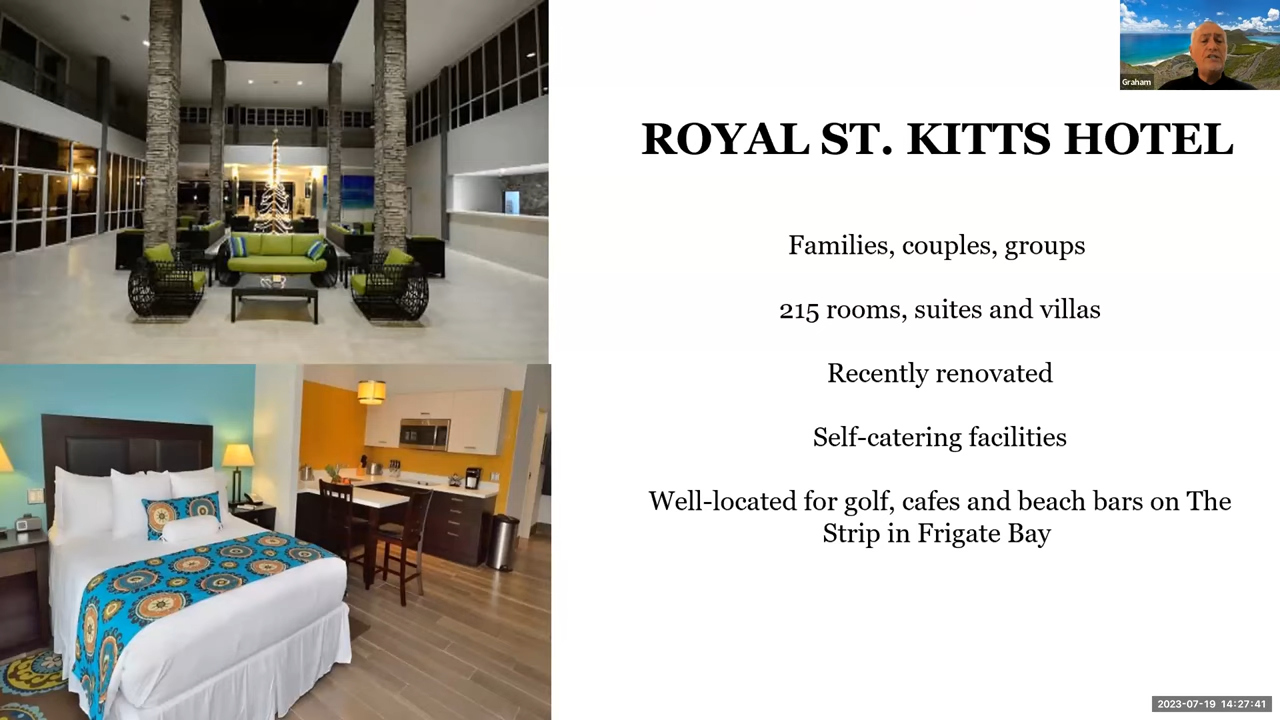 Graham
ROYAL ST. KITTS HOTEL
Families, couples, groups
215 rooms, suites and villas
Recently renovated
Self-catering facilities
Well-located for golf, cafes and beach bars on The
Strip in Frigate Bay
2023-07-19 14:27:41